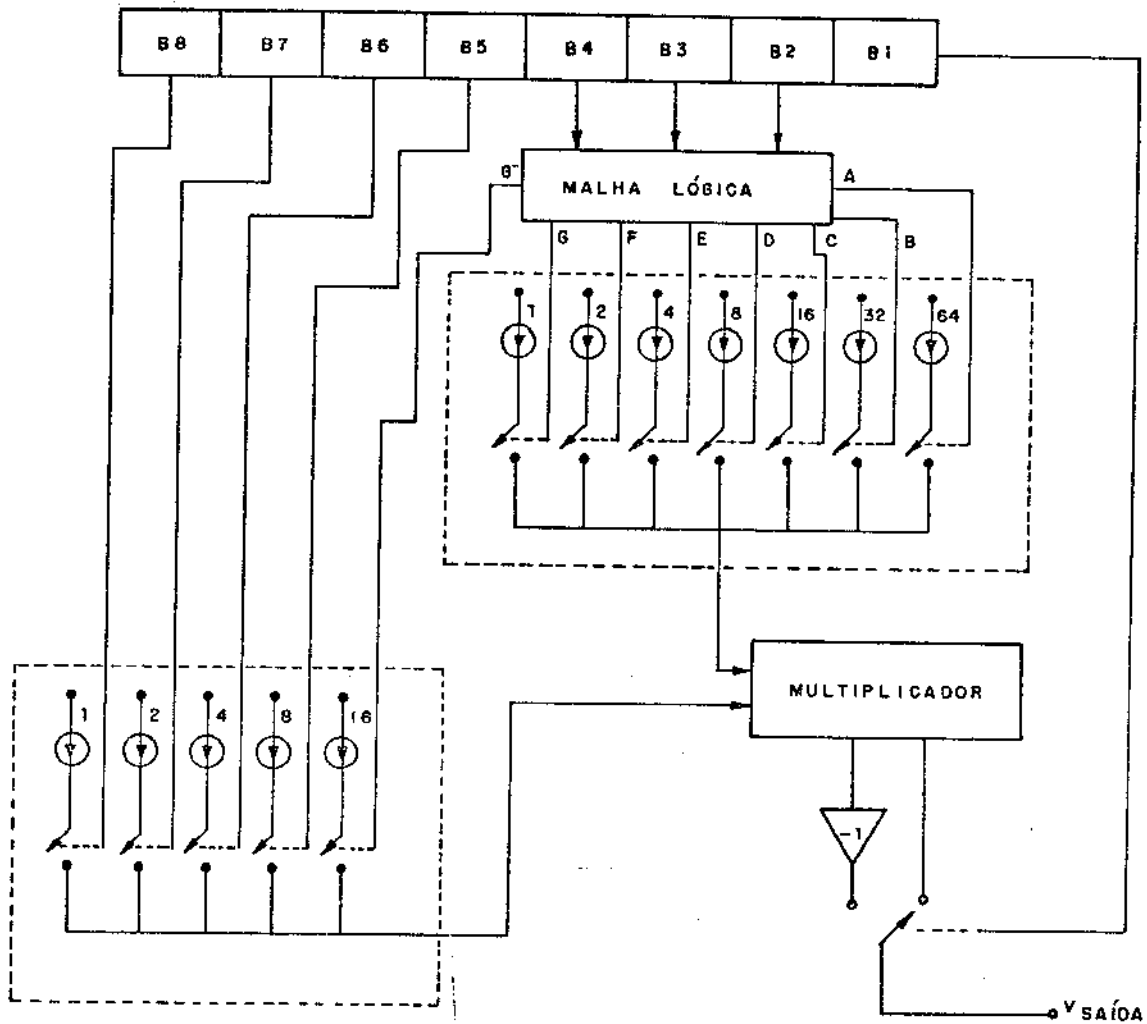 B8 B7 B6 B5 B4 B3 B2 B1
MALHA LÓGICA
G̅ A
G F E D C B
1 2 4 8 16 32 64
MULTIPLICADOR
1 2 4 8 16
-1
V SAÍDA